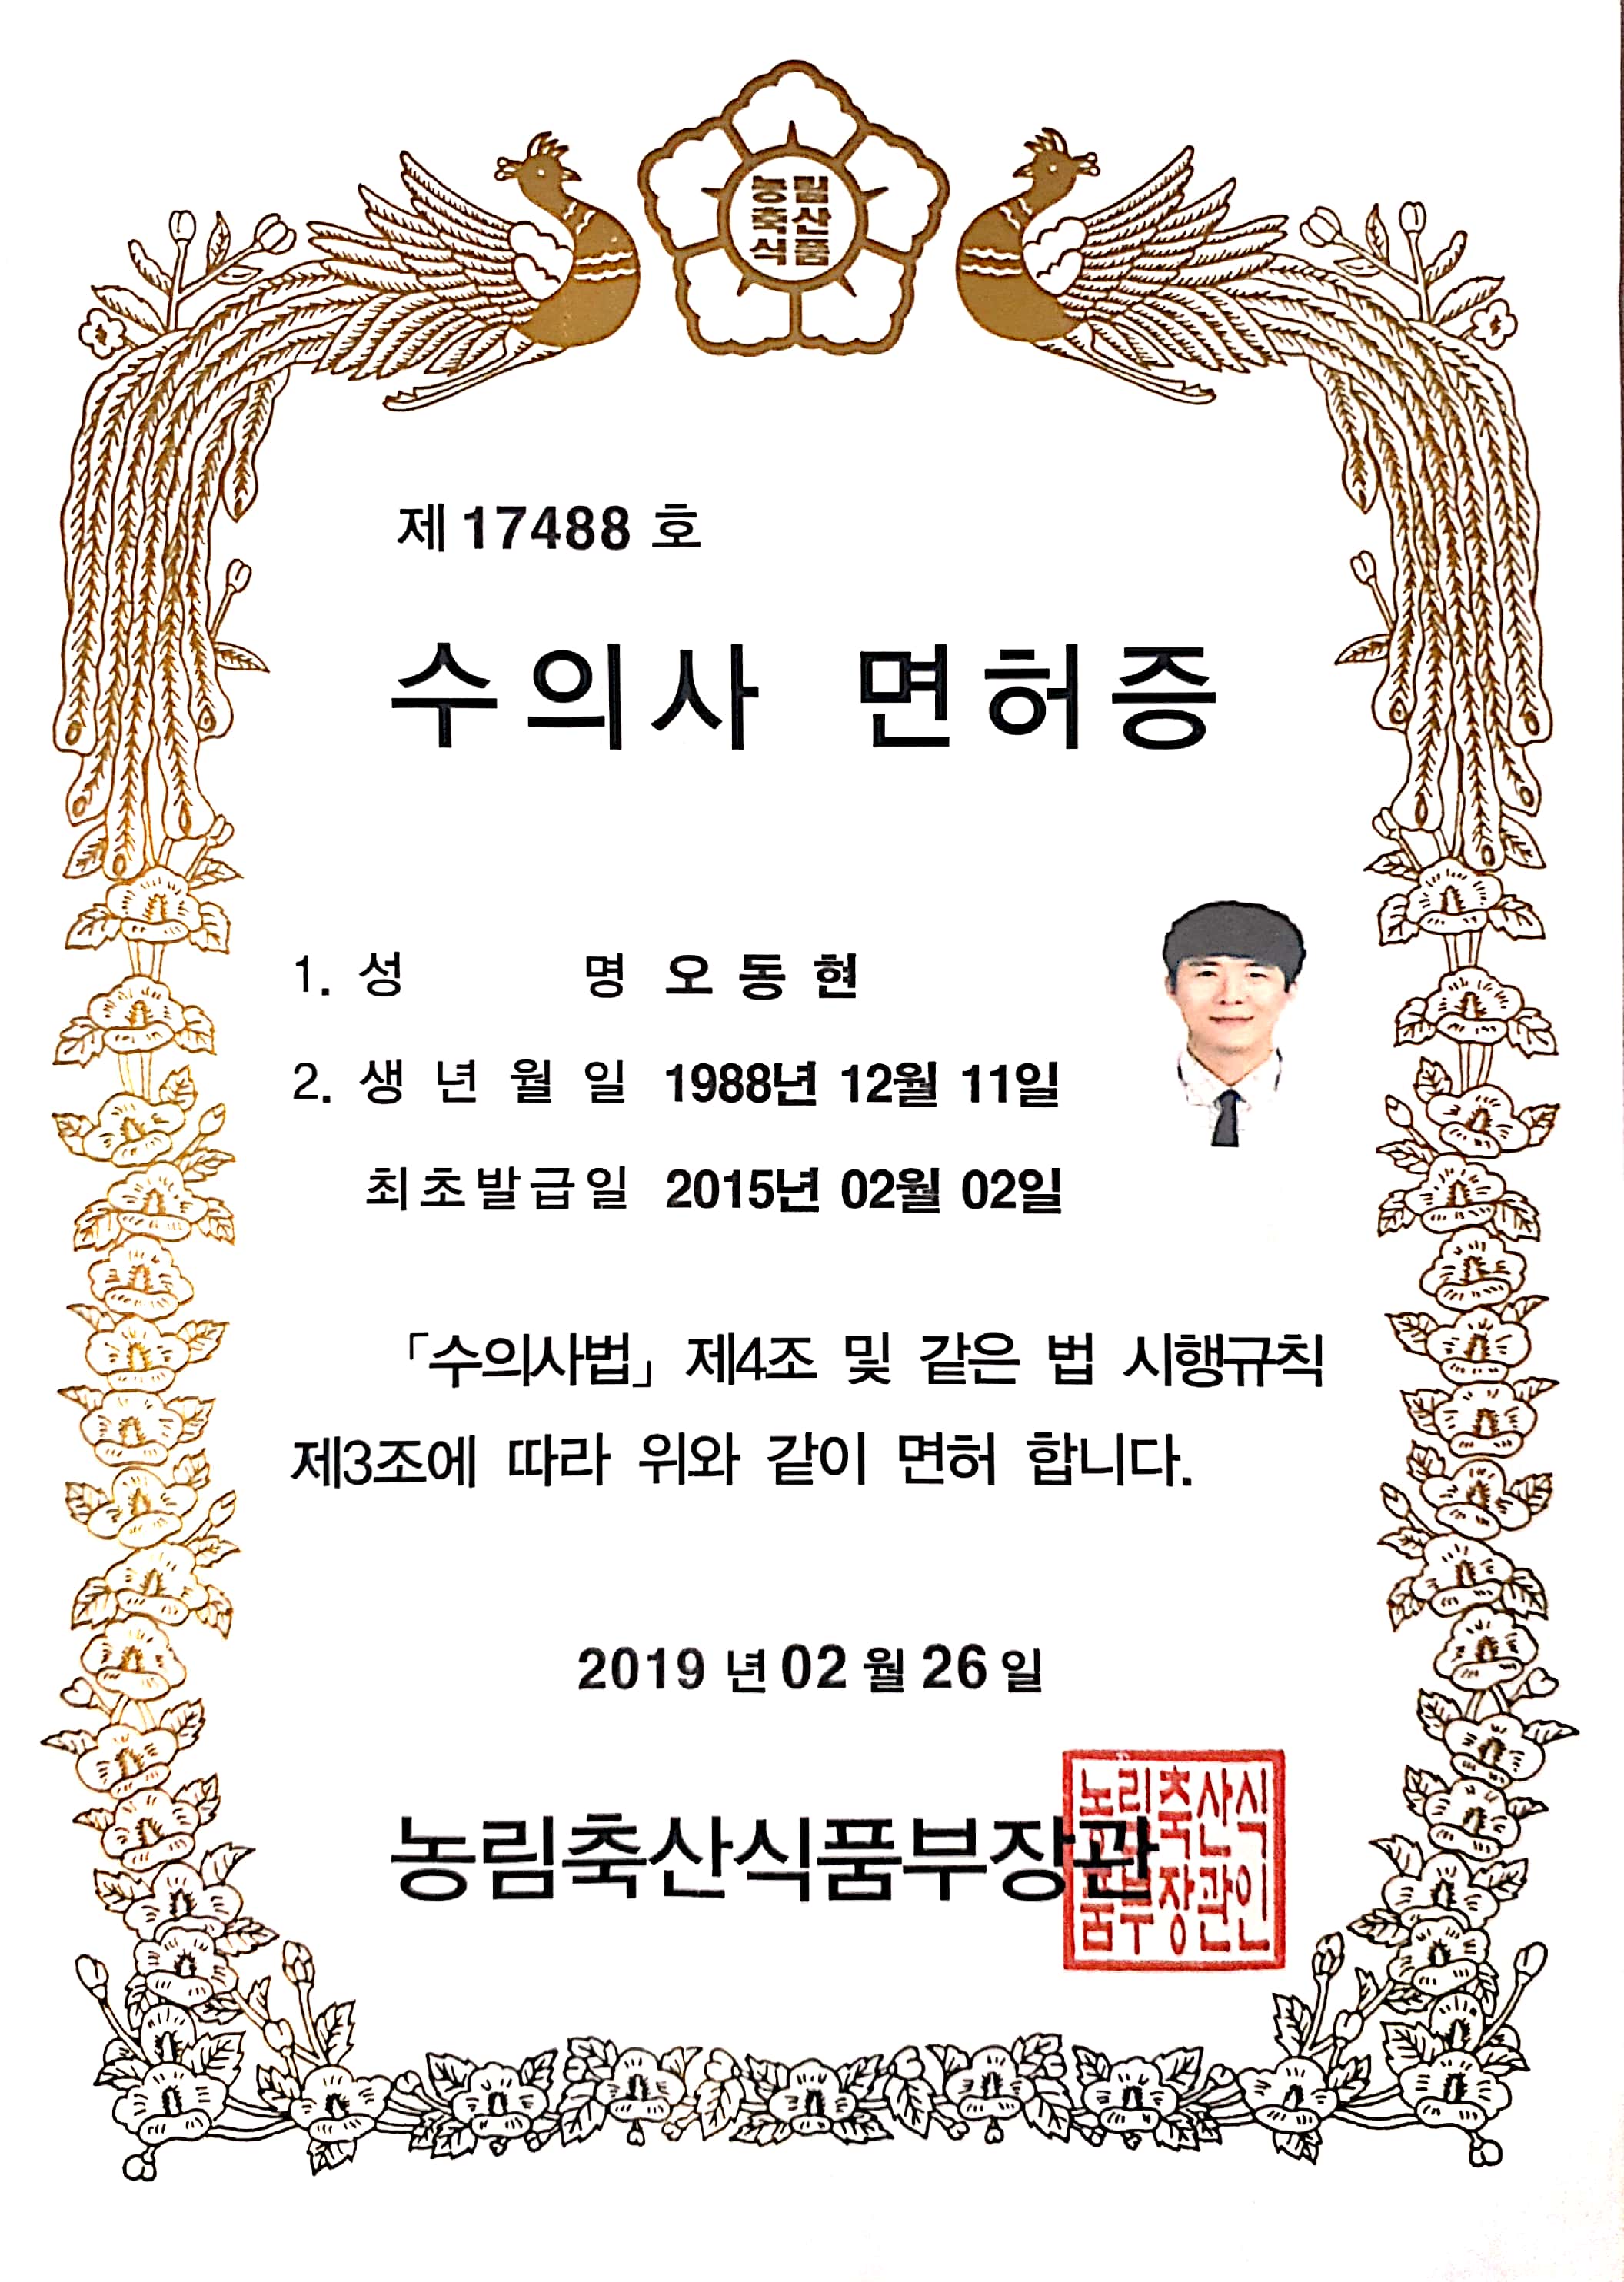 농림
축산
식품
제 17488 호
수의사 면허증
1. 성 명 오 동 현
2. 생 년 월 일 1988년 12월 11일
최초발급일 2015년 02월 02일
「수의사법」 제4조 및 같은 법 시행규칙
제3조에 따라 위와 같이 면허 합니다.
2019 년 02 월 26 일
농림축산식품부장관
농림축산식
품부장관인